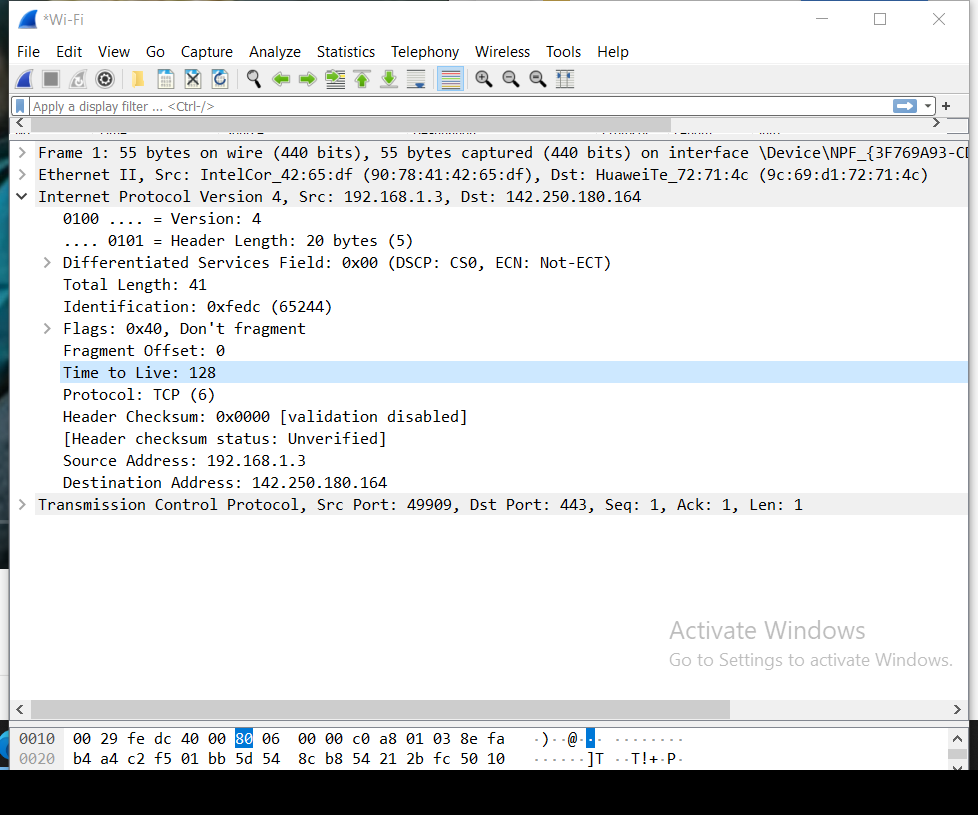 *Wi-Fi
File Edit View Go Capture Analyze Statistics Telephony Wireless Tools Help
Apply a display filter ... <Ctrl-/>
Frame 1: 55 bytes on wire (440 bits), 55 bytes captured (440 bits) on interface \Device\NPF_{3F769A93-
Ethernet II, Src: IntelCor_42:65:df (90:78:41:42:65:df), Dst: HuaweiTe_72:71:4c (9c:69:d1:72:71:4c)
Internet Protocol Version 4, Src: 192.168.1.3, Dst: 142.250.180.164
0100 .... = Version: 4
.... 0101 = Header Length: 20 bytes (5)
Differentiated Services Field: 0x00 (DSCP: CS0, ECN: Not-ECT)
Total Length: 41
Identification: 0xfedc (65244)
Flags: 0x40, Don't fragment
Fragment Offset: 0
Time to Live: 128
Protocol: TCP (6)
Header Checksum: 0x0000 [validation disabled]
[Header checksum status: Unverified]
Source Address: 192.168.1.3
Destination Address: 142.250.180.164
Transmission Control Protocol, Src Port: 49909, Dst Port: 443, Seq: 1, Ack: 1, Len: 1
Activate Windows
Go to Settings to activate Windows.
0010 00 29 fe dc 40 00 80 06 00 00 c0 a8 01 03 8e fa ·)··@··· ········
0020 b4 a4 c2 f5 01 bb 5d 54 8c b8 54 21 2b fc 50 10 ······]T ··T!+·P·